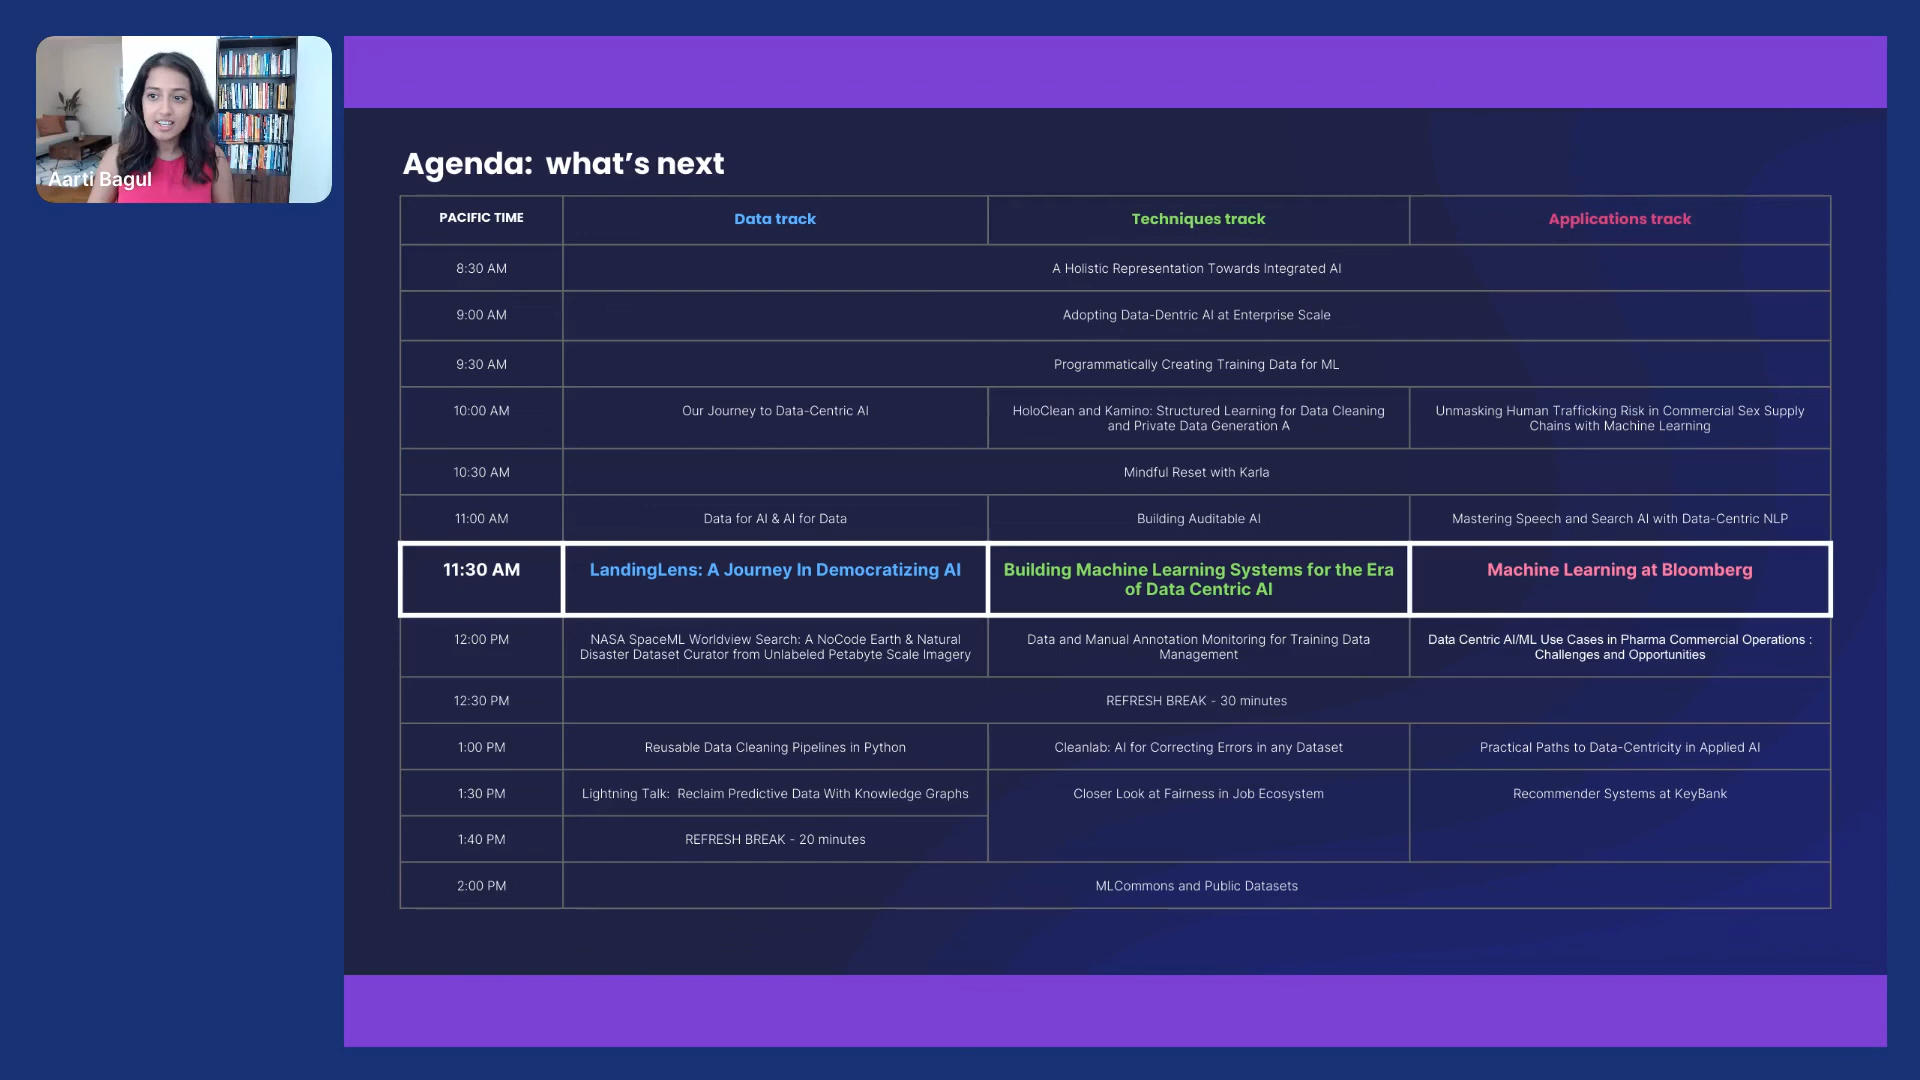 Aarti Bagul
Agenda: what's next
PACIFIC TIME
Data track
Techniques track
Applications track
8:30 AM
A Holistic Representation Towards Integrated AI
9:00 AM
Adopting Data-Dentric AI at Enterprise Scale
9:30 AM
Programmatically Creating Training Data for ML
10:00 AM
Our Journey to Data-Centric AI
HoloClean and Kamino: Structured Learning for Data Cleaning
and Private Data Generation A
Unmasking Human Trafficking Risk in Commercial Sex Supply
Chains with Machine Learning
10:30 AM
Mindful Reset with Karla
11:00 AM
Data for AI & AI for Data
Building Auditable AI
Mastering Speech and Search AI with Data-Centric NLP
11:30 AM
LandingLens: A Journey In Democratizing AI
Building Machine Learning Systems for the Era
of Data Centric AI
Machine Learning at Bloomberg
12:00 PM
NASA SpaceML Worldview Search: A NoCode Earth & Natural
Disaster Dataset Curator from Unlabeled Petabyte Scale Imagery
Data and Manual Annotation Monitoring for Training Data
Management
Data Centric AI/ML Use Cases in Pharma Commercial Operations :
Challenges and Opportunities
12:30 PM
REFRESH BREAK - 30 minutes
1:00 PM
Reusable Data Cleaning Pipelines in Python
Cleanlab: AI for Correcting Errors in any Dataset
Practical Paths to Data-Centricity in Applied AI
1:30 PM
Lightning Talk: Reclaim Predictive Data With Knowledge Graphs
Closer Look at Fairness in Job Ecosystem
Recommender Systems at KeyBank
1:40 PM
REFRESH BREAK - 20 minutes
2:00 PM
MLCommons and Public Datasets